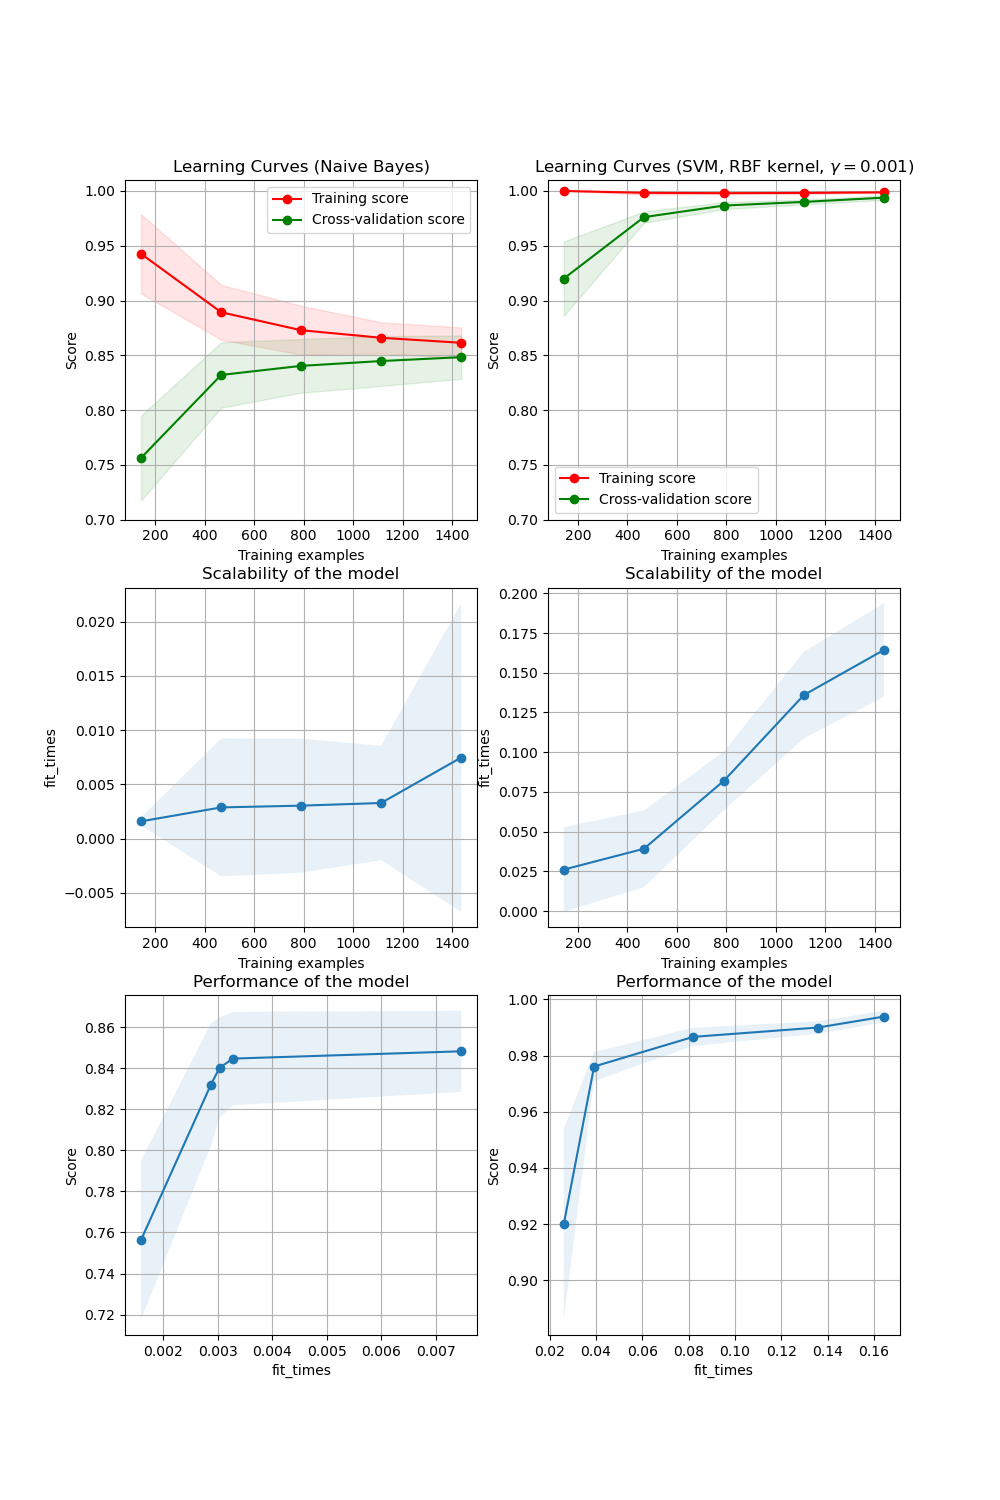 Learning Curves (Naive Bayes)
1.00
0.95
0.90
0.85
0.80
0.75
0.70
Score
Training score
Cross-validation score
200 400 600 800 1000 1200 1400
Training examples
Learning Curves (SVM, RBF kernel, γ = 0.001)
1.00
0.95
0.90
0.85
0.80
0.75
0.70
Score
Training score
Cross-validation score
200 400 600 800 1000 1200 1400
Training examples
Scalability of the model
0.020
0.015
0.010
0.005
0.000
−0.005
fit_times
200 400 600 800 1000 1200 1400
Training examples
Scalability of the model
0.200
0.175
0.150
0.125
0.100
0.075
0.050
0.025
0.000
fit_times
200 400 600 800 1000 1200 1400
Training examples
Performance of the model
0.86
0.84
0.82
0.80
0.78
0.76
0.74
0.72
Score
0.002 0.003 0.004 0.005 0.006 0.007
fit_times
Performance of the model
1.00
0.98
0.96
0.94
0.92
0.90
Score
0.02 0.04 0.06 0.08 0.10 0.12 0.14 0.16
fit_times